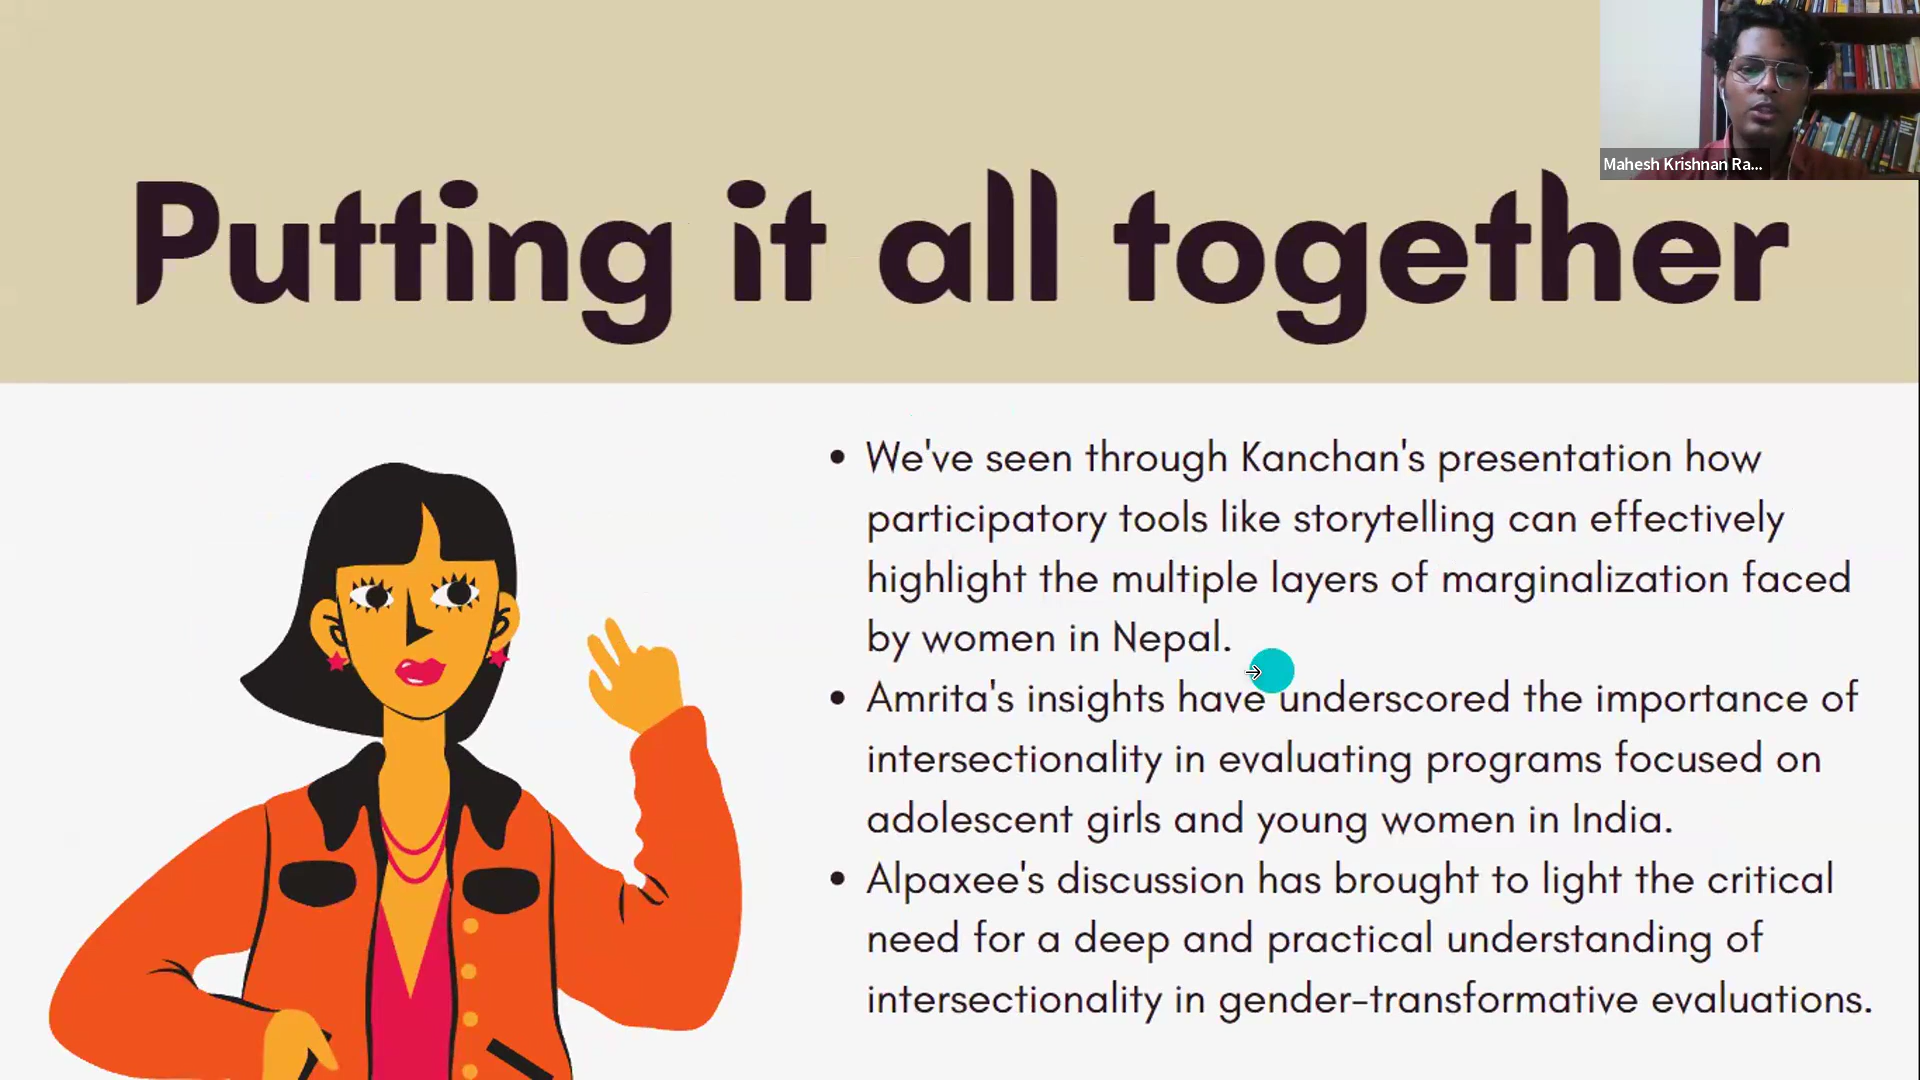 Mahesh Krishnan Ra...
Putting it all together
• We've seen through Kanchan's presentation how
participatory tools like storytelling can effectively
highlight the multiple layers of marginalization faced
by women in Nepal.
• Amrita's insights have underscored the importance of
intersectionality in evaluating programs focused on
adolescent girls and young women in India.
• Alpaxee's discussion has brought to light the critical
need for a deep and practical understanding of
intersectionality in gender-transformative evaluations.